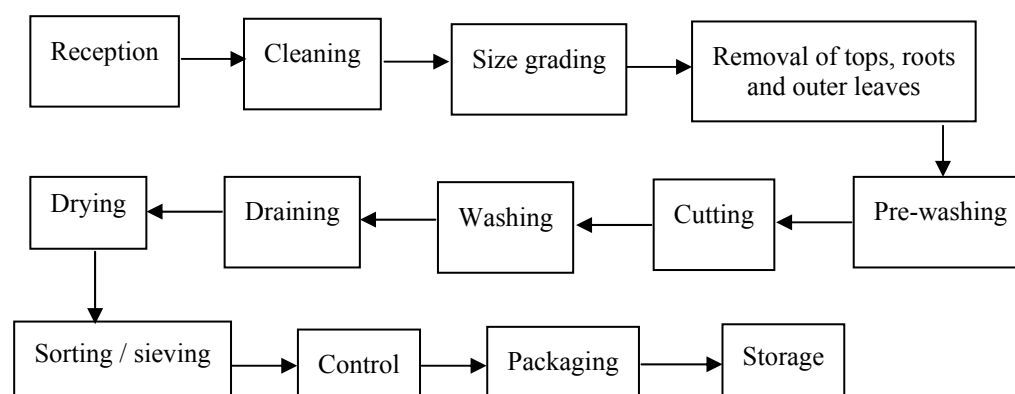 Reception
Cleaning
Size grading
Removal of tops, roots
and outer leaves
Pre-washing
Cutting
Washing
Draining
Drying
Sorting / sieving
Control
Packaging
Storage